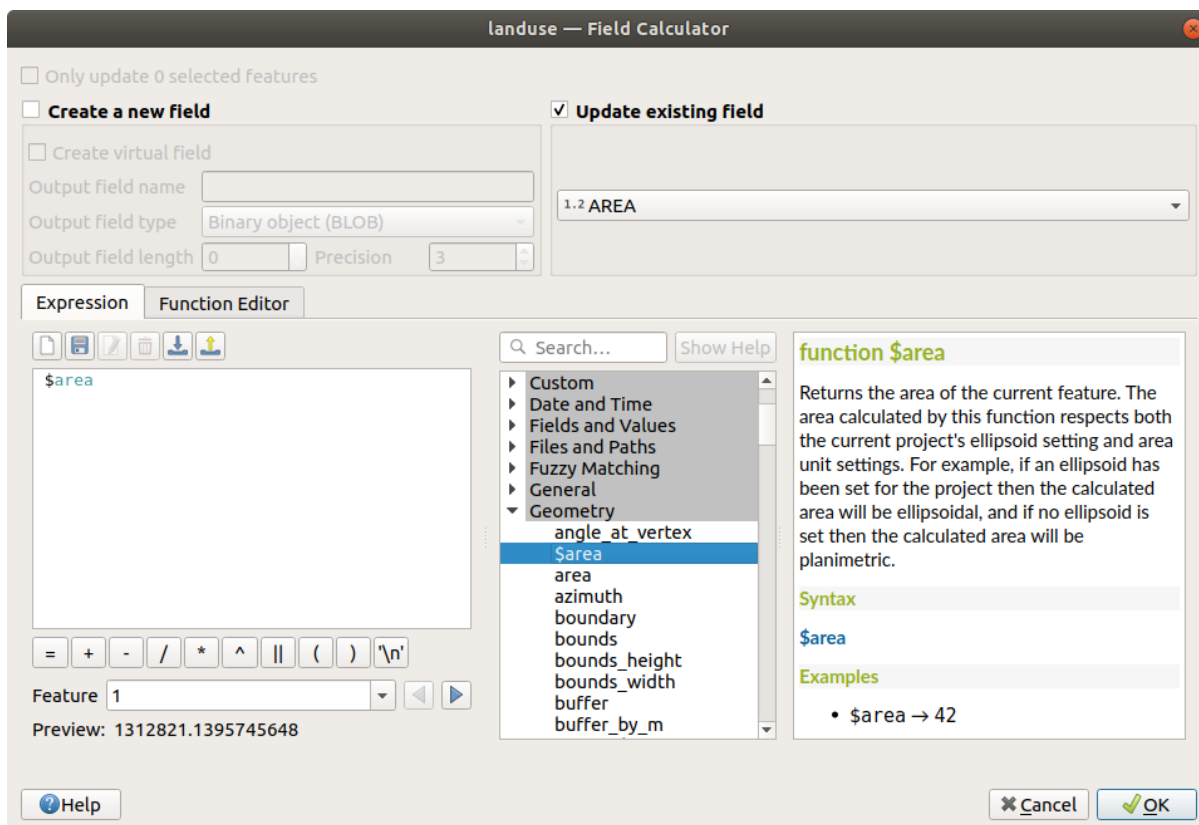 landuse — Field Calculator
Only update 0 selected features
Create a new field
Update existing field
Create virtual field
Output field name
Output field type Binary object (BLOB)
Output field length 0 Precision 3
1.2 AREA
Expression Function Editor
$area
= + - / * ^ || ( ) '\n'
Feature 1
Preview: 1312821.1395745648
Search... Show Help
Custom
Date and Time
Fields and Values
Files and Paths
Fuzzy Matching
General
Geometry
angle_at_vertex
$area
area
azimuth
boundary
bounds
bounds_height
bounds_width
buffer
buffer_by_m
function $area
Returns the area of the current feature. The
area calculated by this function respects both
the current project's ellipsoid setting and area
unit settings. For example, if an ellipsoid has
been set for the project then the calculated
area will be ellipsoidal, and if no ellipsoid is
set then the calculated area will be
planimetric.
Syntax
$area
Examples
• $area → 42
Help
Cancel
OK